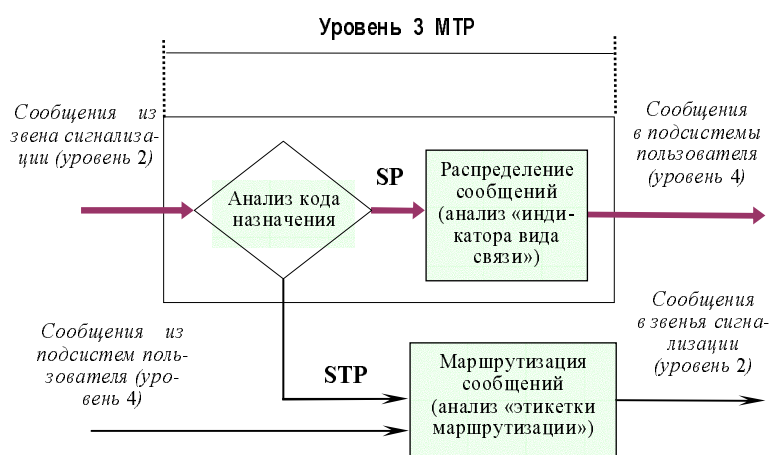 Уровень 3 МТР
Сообщения из
звена сигнализа-
ции (уровень 2)
Анализ кода
назначения
SP
Распределение
сообщений
(анализ «инди-
катора вида
связи»)
Сообщения
в подсистемы
пользователя
(уровень 4)
Сообщения из
подсистем поль-
зователя (уро-
вень 4)
STP
Маршрутизация
сообщений
(анализ «этикетки
маршрутизации»)
Сообщения
в звенья сигна-
лизации
(уровень 2)